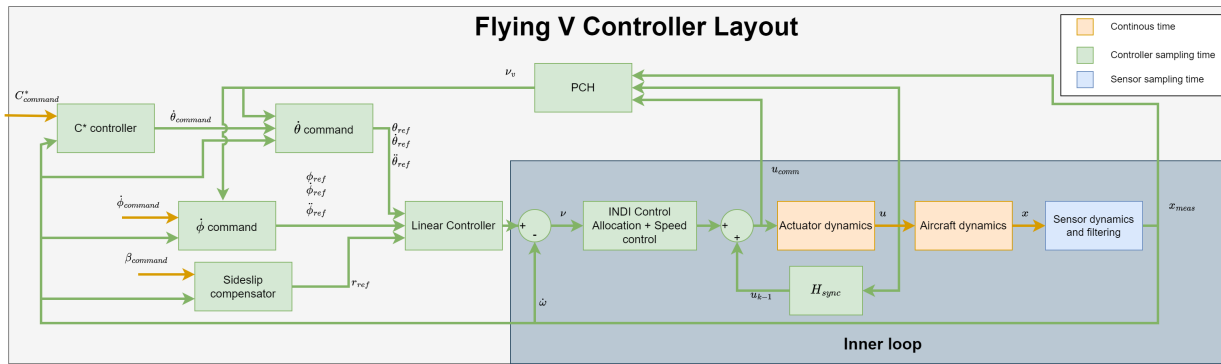 Flying V Controller Layout
Continous time
Controller sampling time
Sensor sampling time
C*command
C* controller
θ̇command
θ̇ command
νv
PCH
θref
θ̇ref
θ̈ref
ϕref
ϕ̇ref
ϕ̈ref
ϕ̇command
ϕ̇ command
βcommand
Sideslip
compensator
rref
Linear Controller
+
-
ν
INDI Control
Allocation + Speed
control
+
+
ucomm
Actuator dynamics
u
Aircraft dynamics
x
Sensor dynamics
and filtering
xmeas
uk−1
Hsync
ω̇
Inner loop